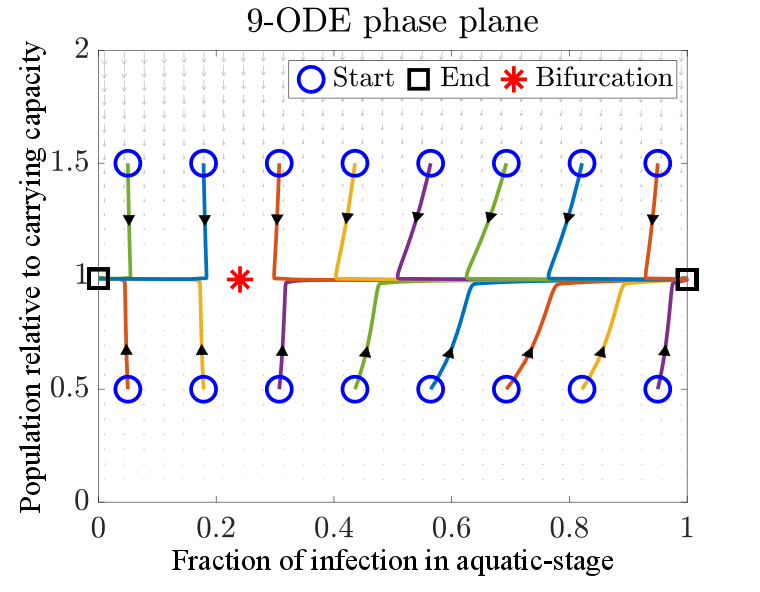 9-ODE phase plane
Population relative to carrying capacity
2
1.5
1
0.5
0
Start End Bifurcation
0 0.2 0.4 0.6 0.8 1
Fraction of infection in aquatic-stage